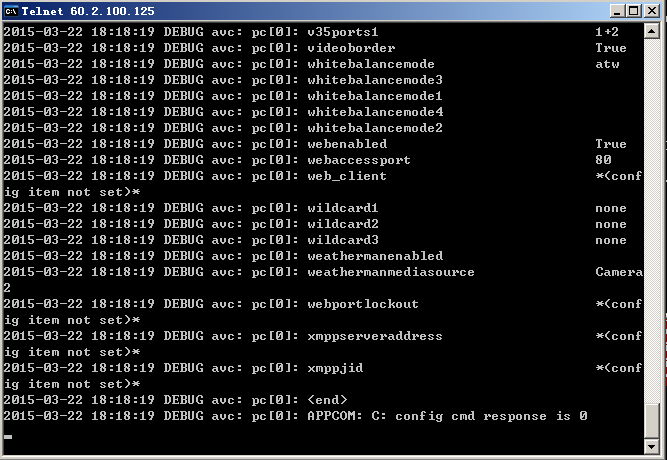 Telnet 60.2.100.125
2015-03-22 18:18:19 DEBUG avc: pc[0]: v35ports1 1+2
2015-03-22 18:18:19 DEBUG avc: pc[0]: videoborder True
2015-03-22 18:18:19 DEBUG avc: pc[0]: whitebalancemode atw
2015-03-22 18:18:19 DEBUG avc: pc[0]: whitebalancemode3
2015-03-22 18:18:19 DEBUG avc: pc[0]: whitebalancemode1
2015-03-22 18:18:19 DEBUG avc: pc[0]: whitebalancemode4
2015-03-22 18:18:19 DEBUG avc: pc[0]: whitebalancemode2
2015-03-22 18:18:19 DEBUG avc: pc[0]: webenabled True
2015-03-22 18:18:19 DEBUG avc: pc[0]: webaccessport 80
2015-03-22 18:18:19 DEBUG avc: pc[0]: web_client *(conf
ig item not set)*
2015-03-22 18:18:19 DEBUG avc: pc[0]: wildcard1 none
2015-03-22 18:18:19 DEBUG avc: pc[0]: wildcard2 none
2015-03-22 18:18:19 DEBUG avc: pc[0]: wildcard3 none
2015-03-22 18:18:19 DEBUG avc: pc[0]: weathermanenabled
2015-03-22 18:18:19 DEBUG avc: pc[0]: weathermanmediasource Camera
2
2015-03-22 18:18:19 DEBUG avc: pc[0]: webportlockout *(conf
ig item not set)*
2015-03-22 18:18:19 DEBUG avc: pc[0]: xmppserveraddress *(conf
ig item not set)*
2015-03-22 18:18:19 DEBUG avc: pc[0]: xmppjid *(conf
ig item not set)*
2015-03-22 18:18:19 DEBUG avc: pc[0]: <end>
2015-03-22 18:18:19 DEBUG avc: pc[0]: APPCOM: C: config cmd response is 0